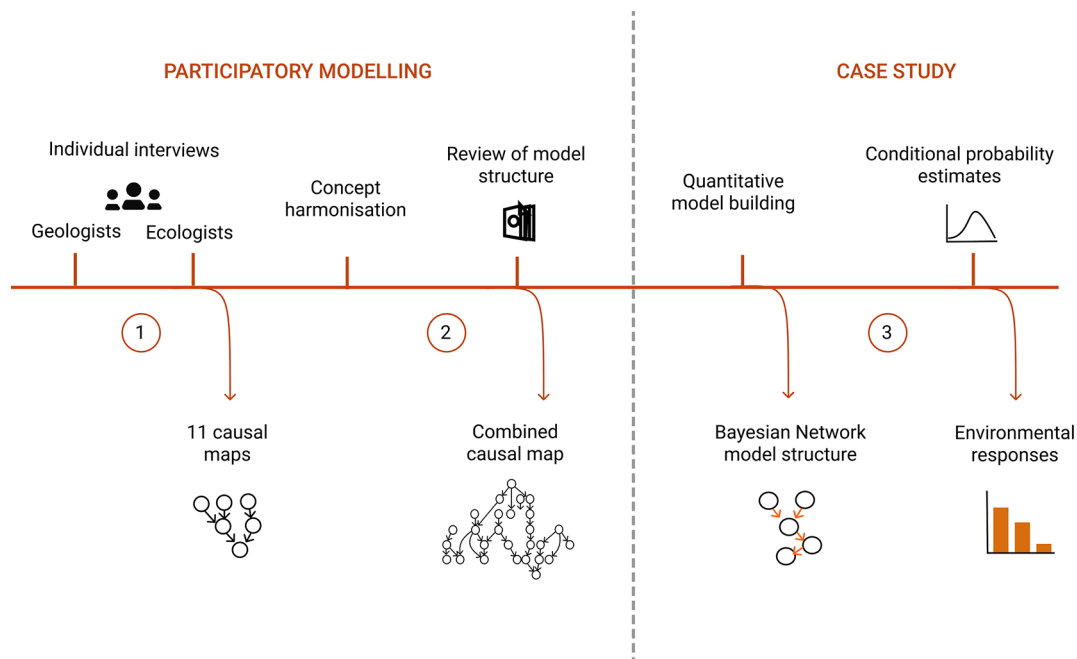 PARTICIPATORY MODELLING
CASE STUDY
Individual interviews
Geologists
Ecologists
Concept
harmonisation
Review of model
structure
Quantitative
model building
Conditional probability
estimates
1
2
3
11 causal
maps
Combined
causal map
Bayesian Network
model structure
Environmental
responses